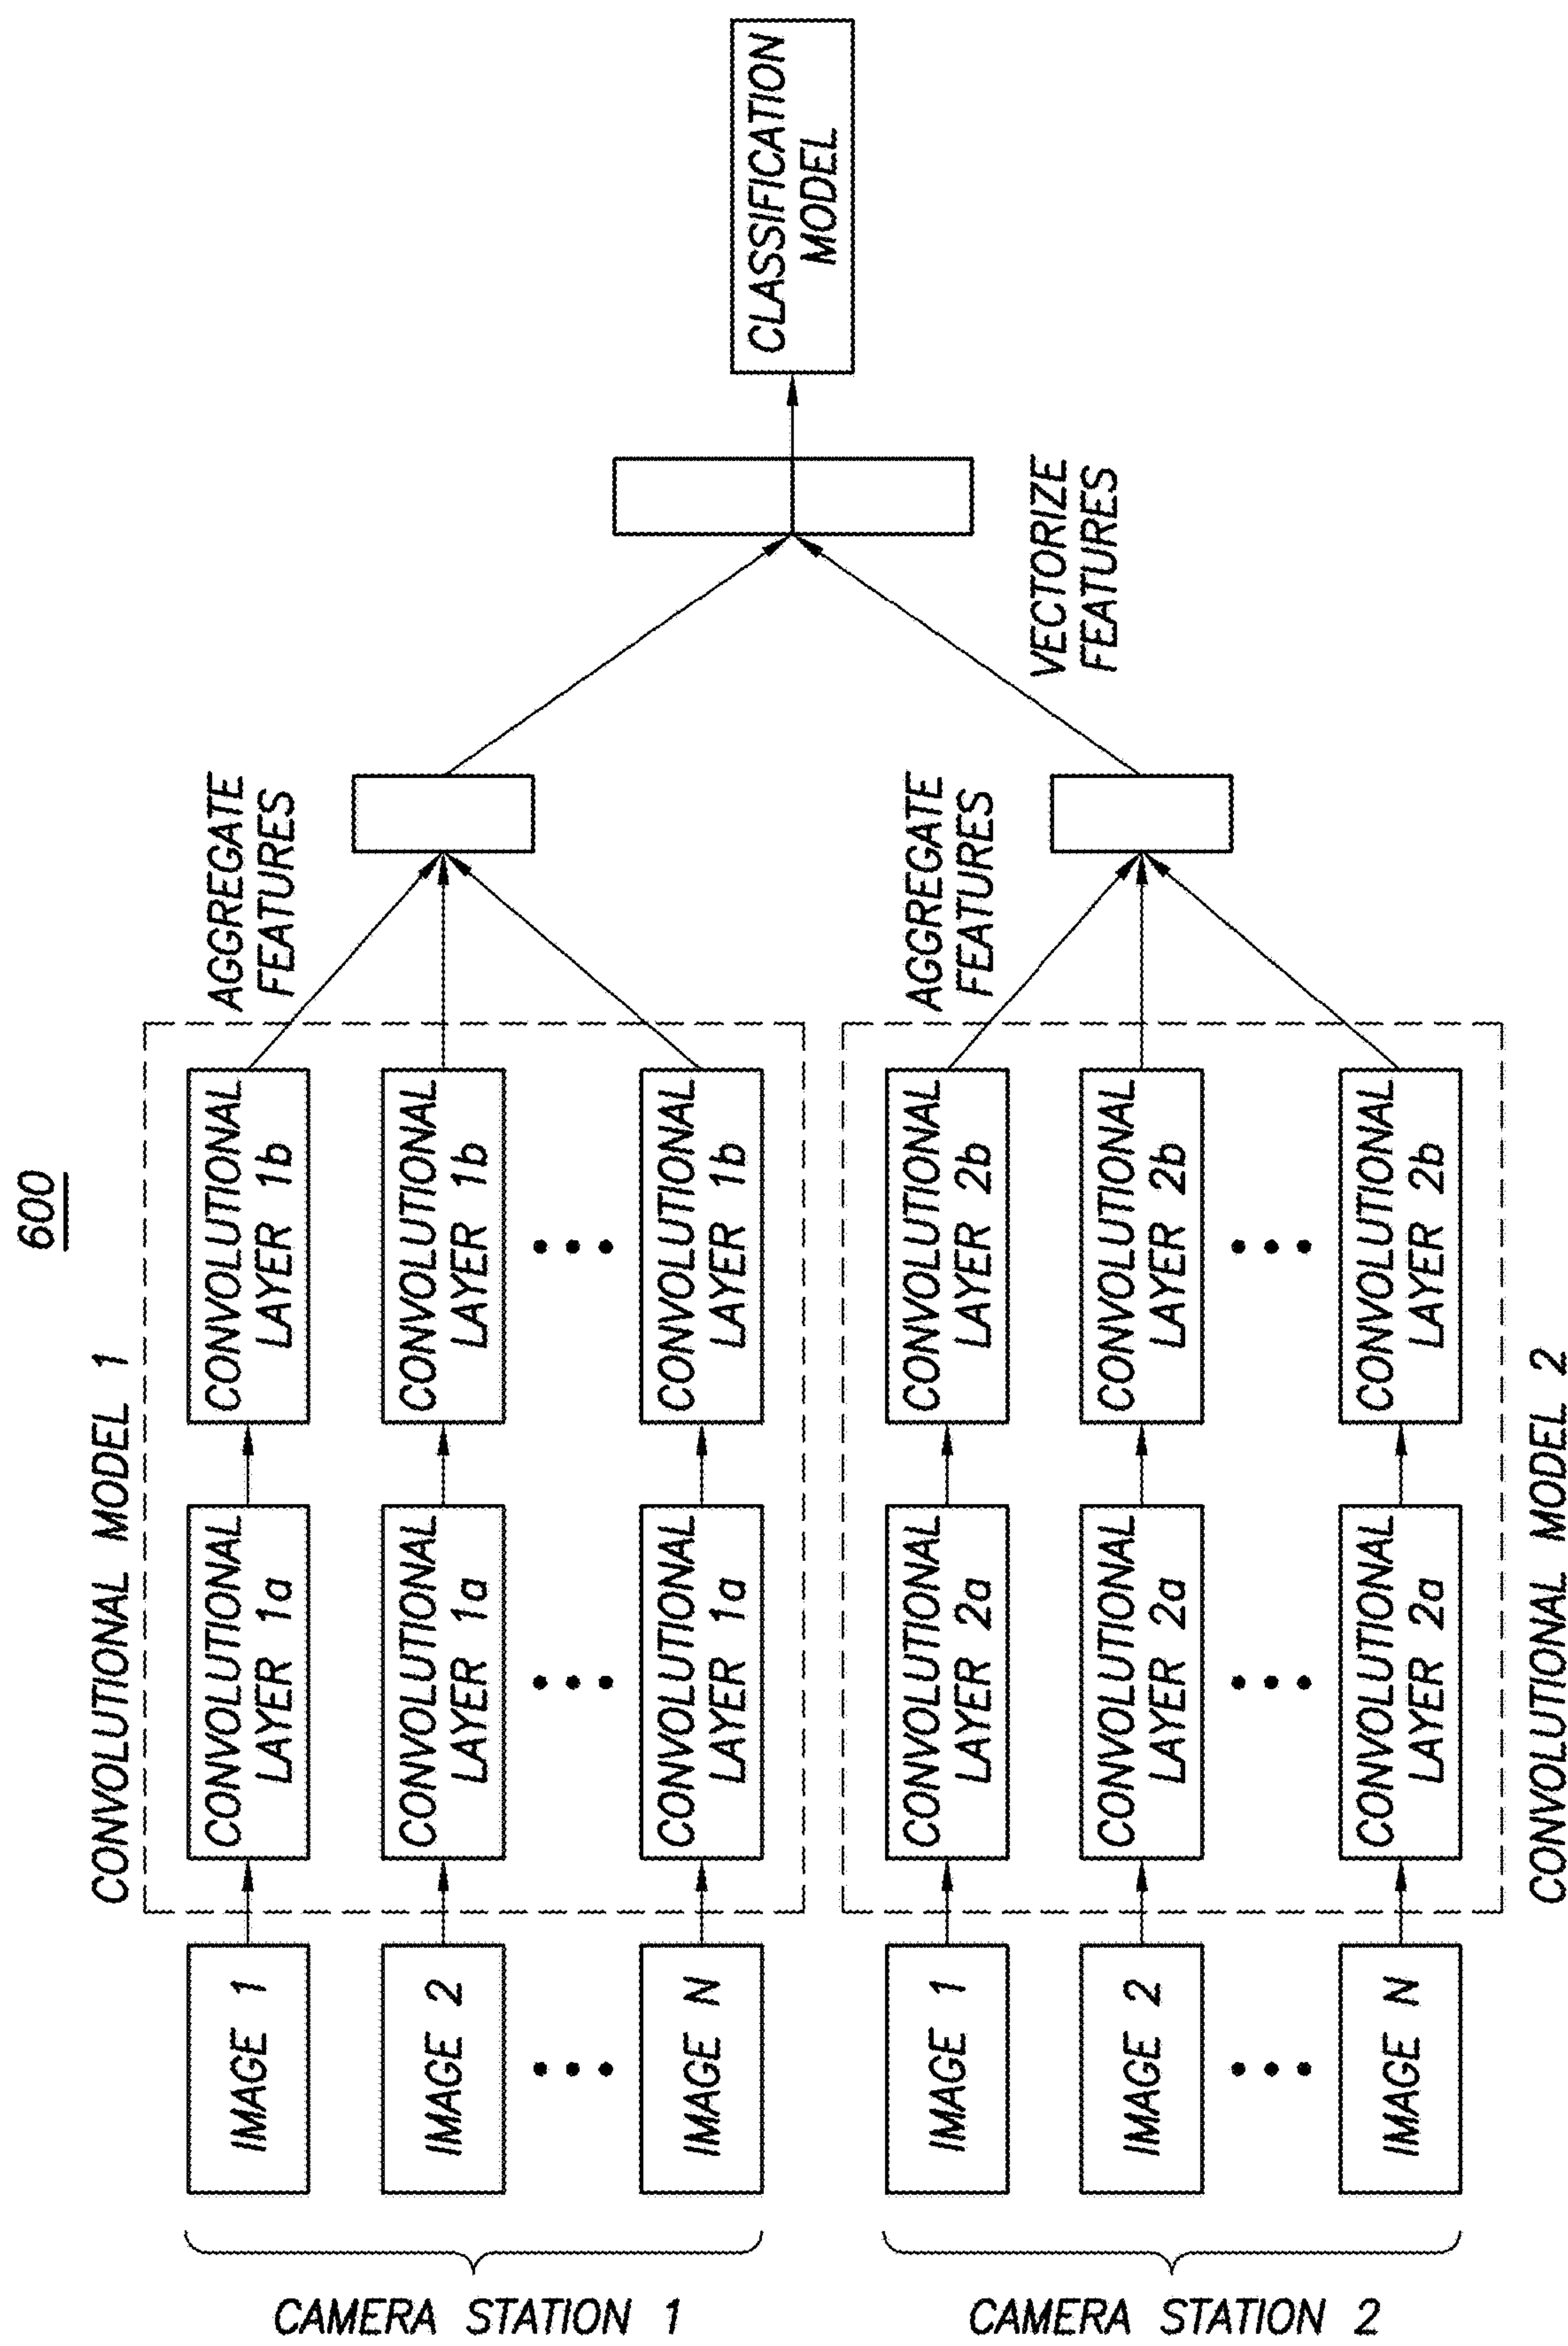 600
CONVOLUTIONAL MODEL 1
IMAGE 1
CONVOLUTIONAL
LAYER 1a
CONVOLUTIONAL
LAYER 1b
AGGREGATE
FEATURES
IMAGE 2
CONVOLUTIONAL
LAYER 1a
CONVOLUTIONAL
LAYER 1b
IMAGE N
CONVOLUTIONAL
LAYER 1a
CONVOLUTIONAL
LAYER 1b
CAMERA STATION 1
CLASSIFICATION
MODEL
IMAGE 1
CONVOLUTIONAL
LAYER 2a
CONVOLUTIONAL
LAYER 2b
AGGREGATE
FEATURES
VECTORIZE
FEATURES
IMAGE 2
CONVOLUTIONAL
LAYER 2a
CONVOLUTIONAL
LAYER 2b
IMAGE N
CONVOLUTIONAL
LAYER 2a
CONVOLUTIONAL
LAYER 2b
CAMERA STATION 2
CONVOLUTIONAL MODEL 2